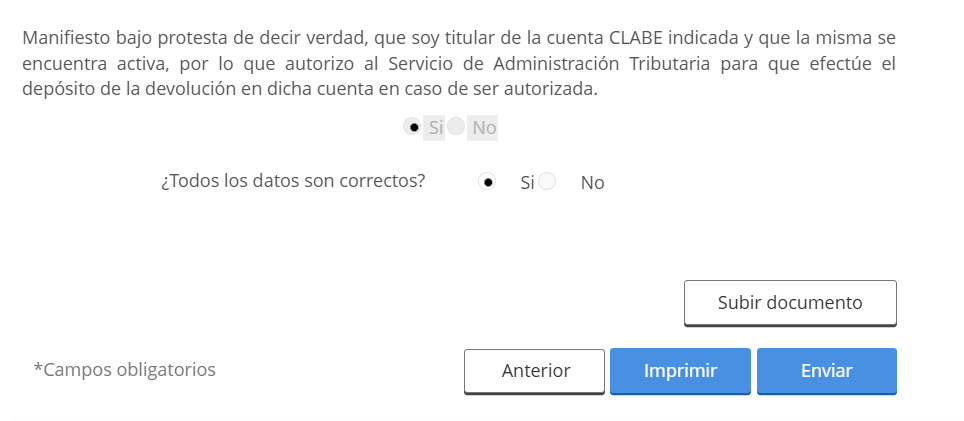 Manifiesto bajo protesta de decir verdad, que soy titular de la cuenta CLABE indicada y que la misma se
encuentra activa, por lo que autorizo al Servicio de Administración Tributaria para que efectúe el
depósito de la devolución en dicha cuenta en caso de ser autorizada.
Si No
¿Todos los datos son correctos? Si No
Subir documento
*Campos obligatorios Anterior Imprimir Enviar